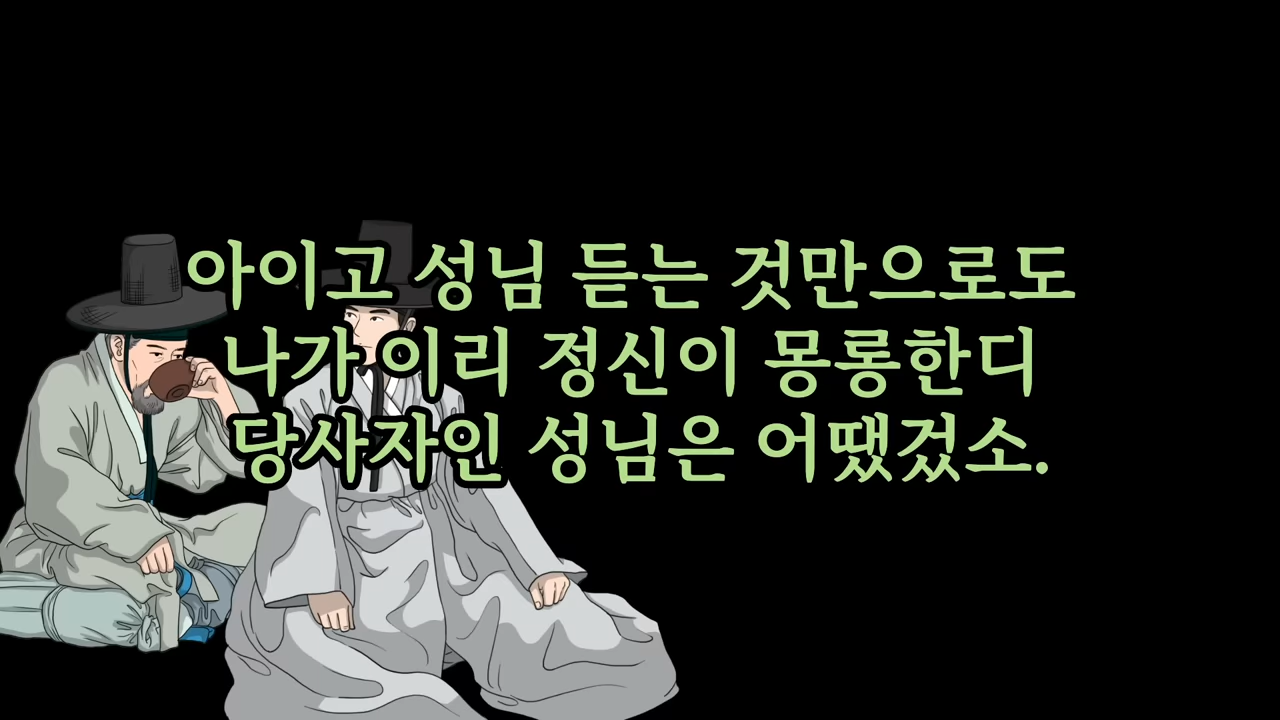 아이고 성님 듣는 것만으로도
나가 이리 정신이 몽롱한디
당사자인 성님은 어땠겄소.